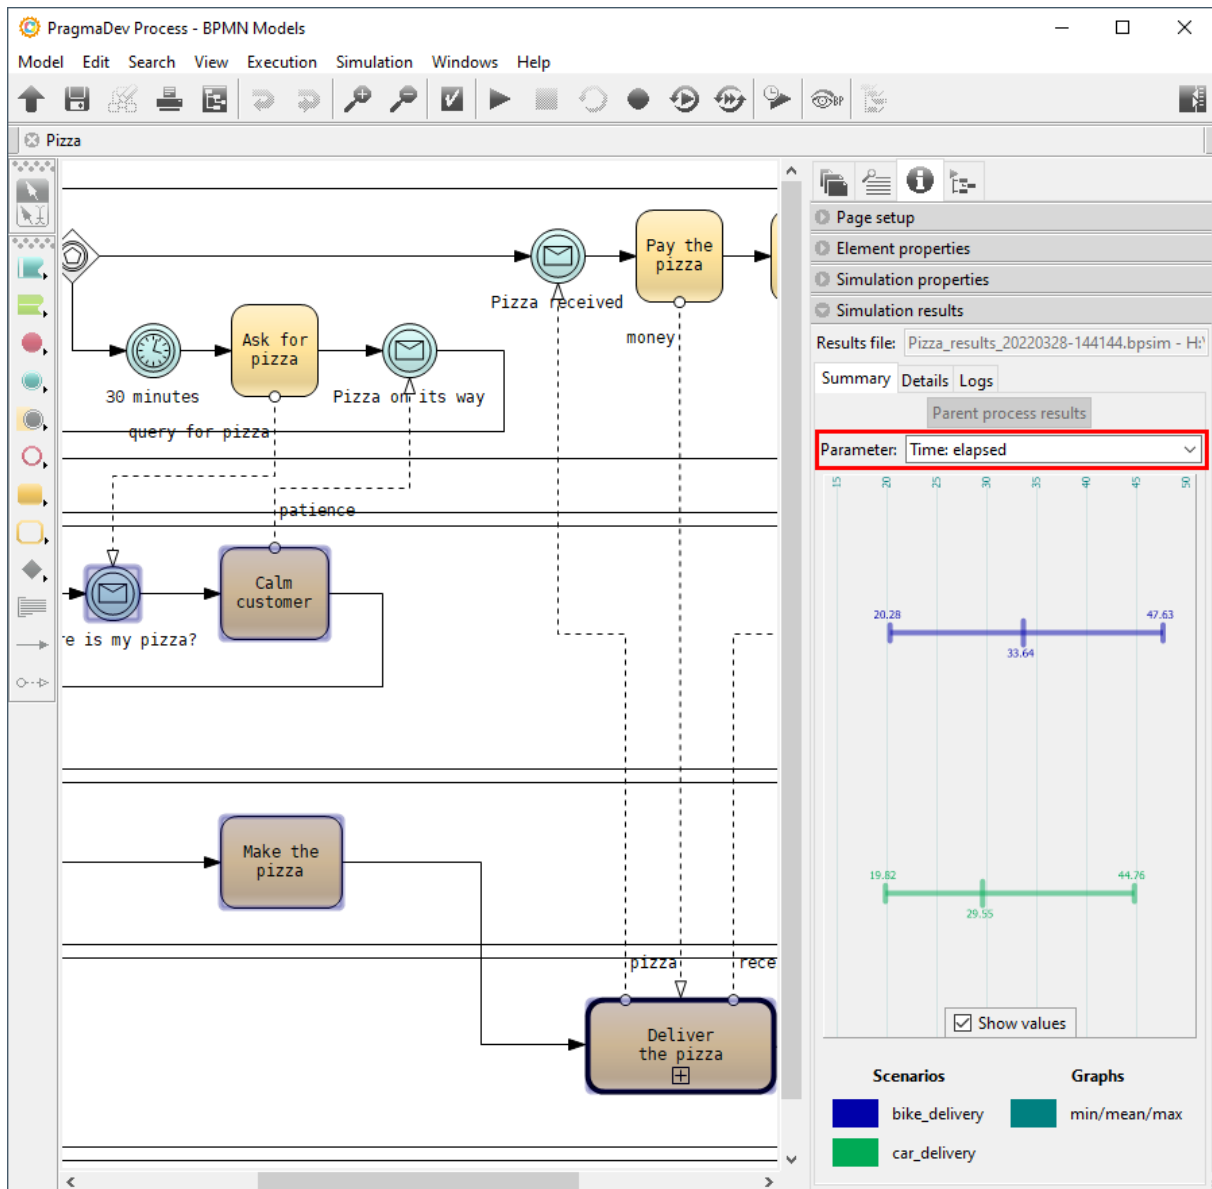 PragmaDev Process - BPMN Models
Model Edit Search View Execution Simulation Windows Help
BP
Pizza
Page setup
Element properties
Simulation properties
Simulation results
Results file: Pizza_results_20220328-144144.bpsim - H:\
Summary Details Logs
Parent process results
Parameter: Time: elapsed
15 20 25 30 35 40 45 50
20.28
47.63
33.64
19.82
44.76
29.55
Show values
Scenarios
Graphs
bike_delivery
min/mean/max
car_delivery
Pay the
pizza
Pizza received
money
Ask for
pizza
30 minutes
Pizza on its way
query for pizza
patience
Calm
customer
re is my pizza?
Make the
pizza
pizza
rece
Deliver
the pizza